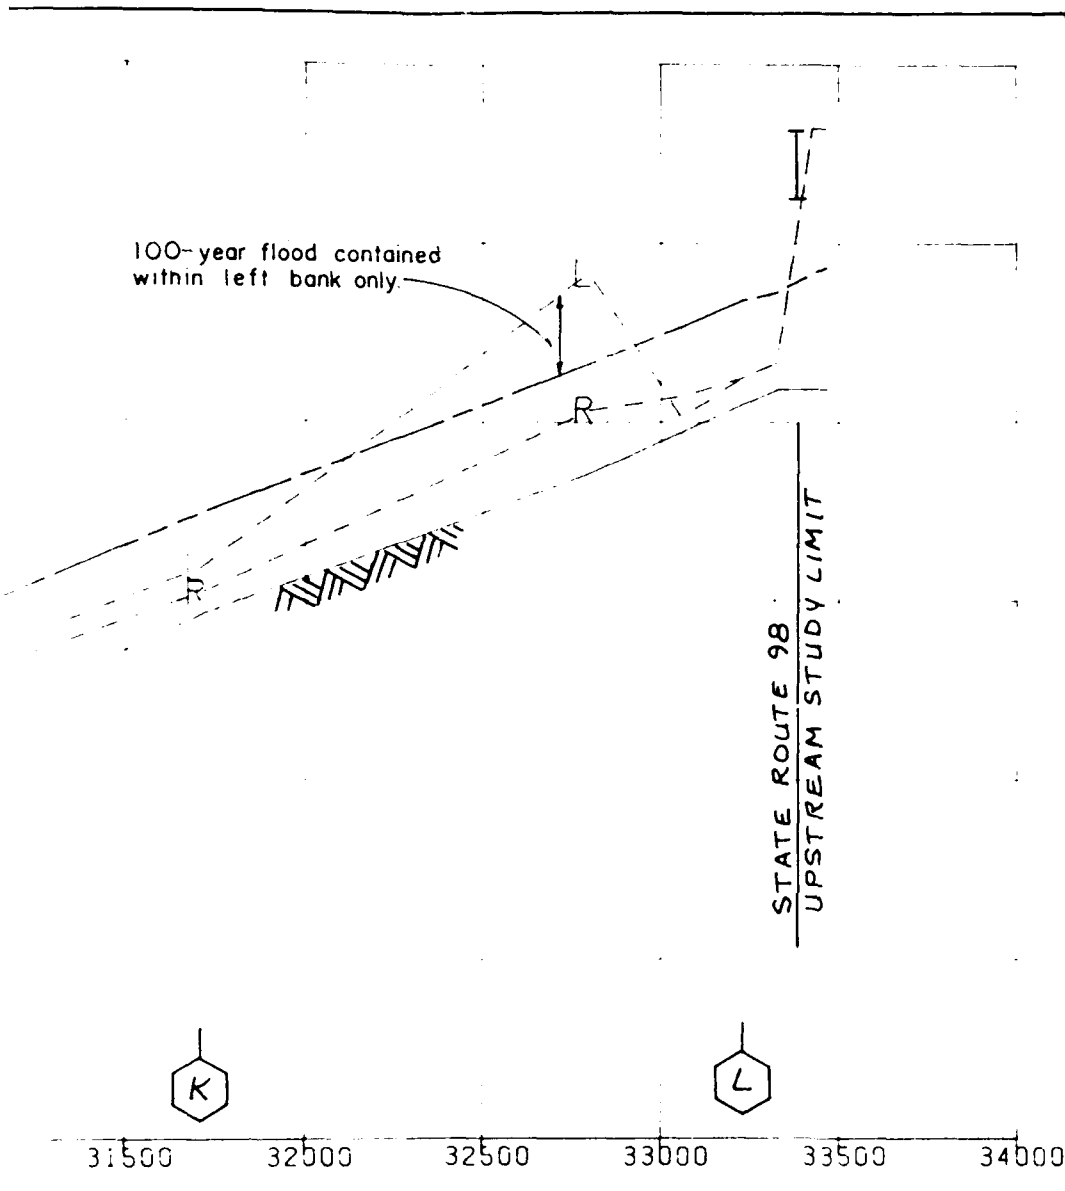 100-year flood contained
within left bank only.
L
R
R
STATE ROUTE 98
UPSTREAM STUDY LIMIT
K
L
31500 32000 32500 33000 33500 34000